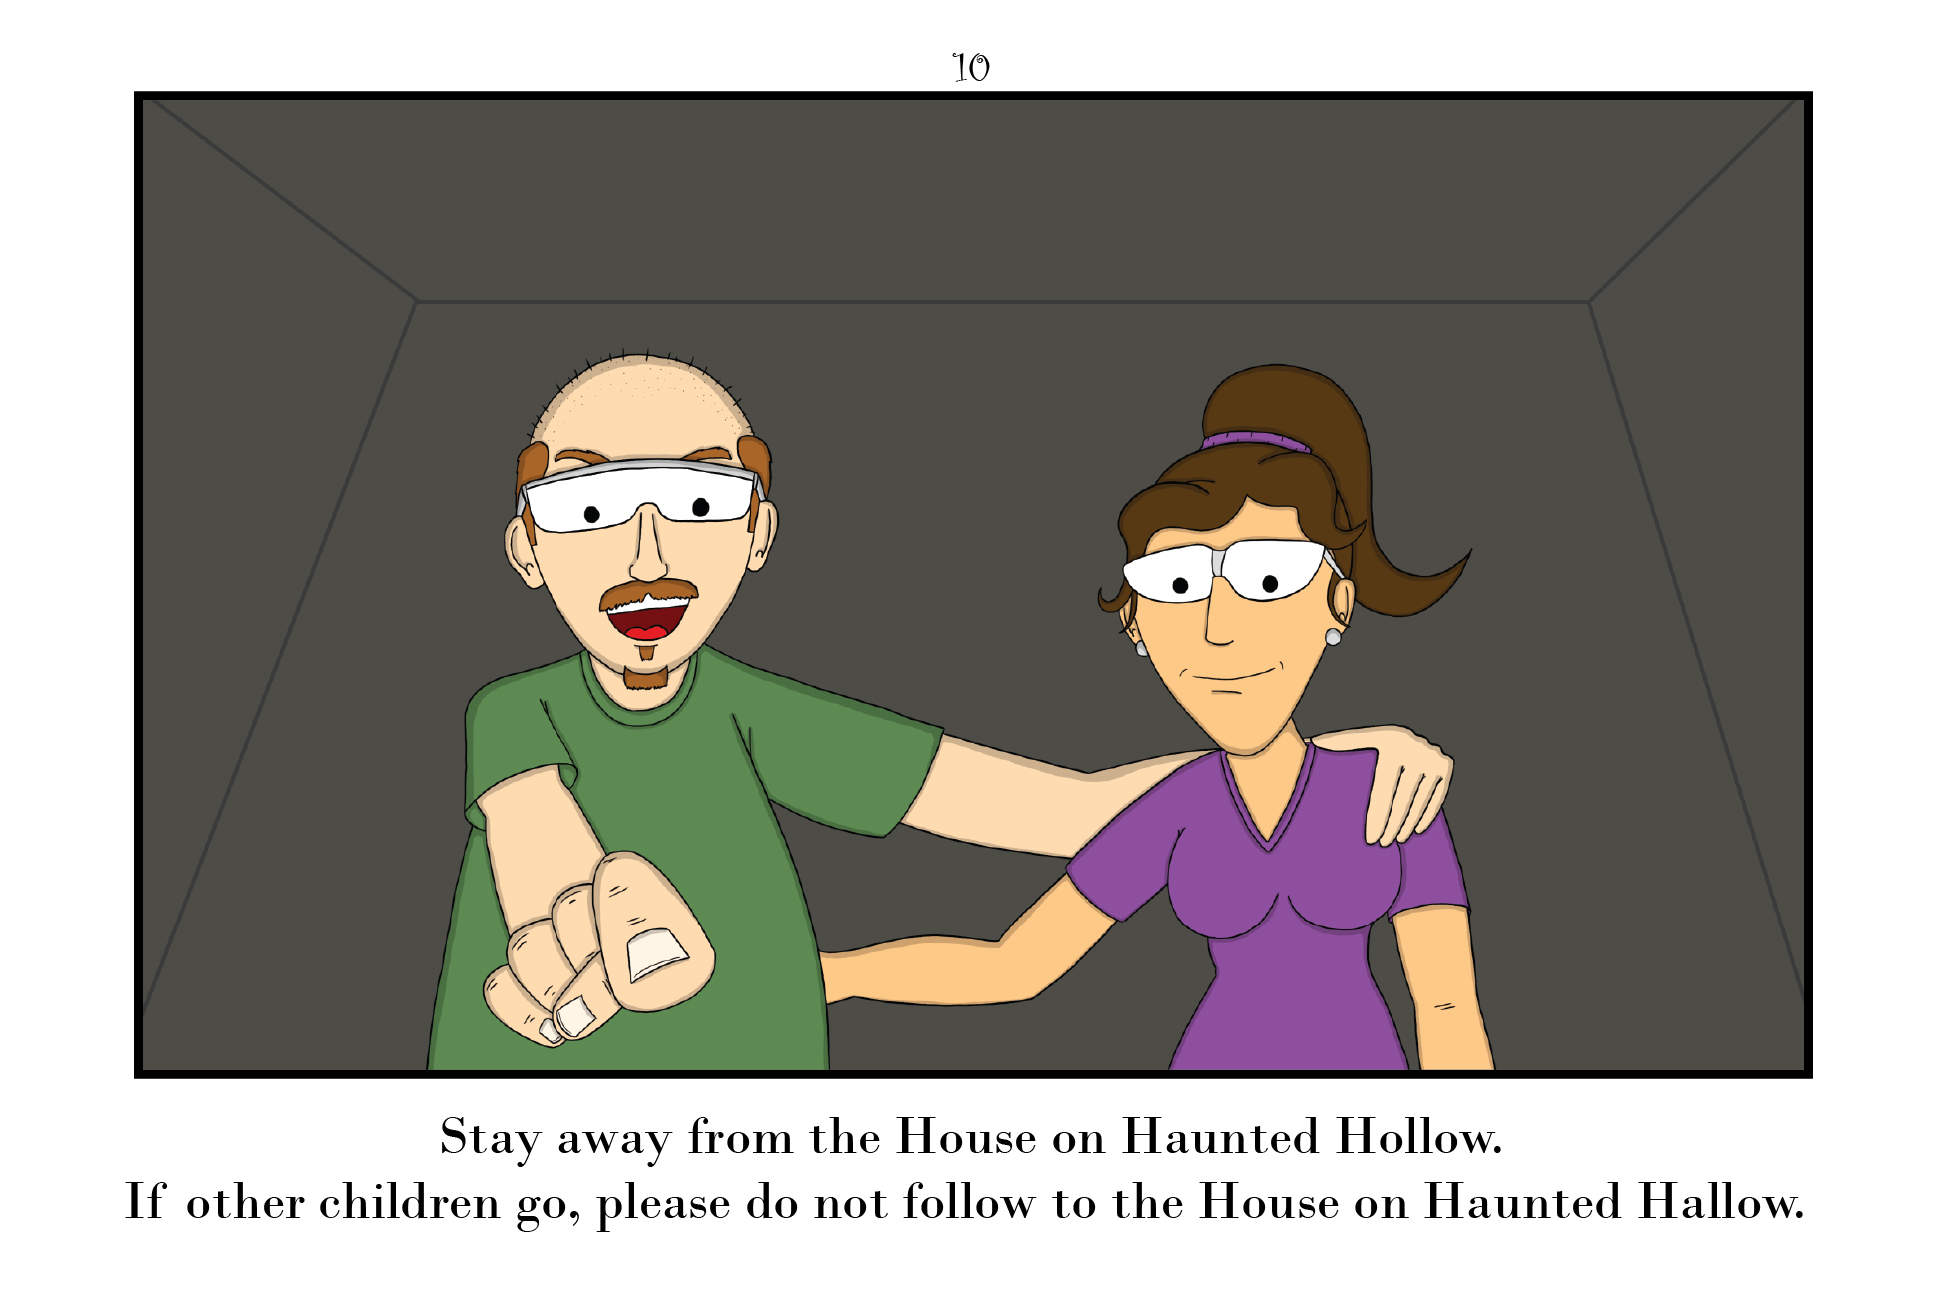 10
Stay away from the House on Haunted Hollow.
If other children go, please do not follow to the House on Haunted Hallow.